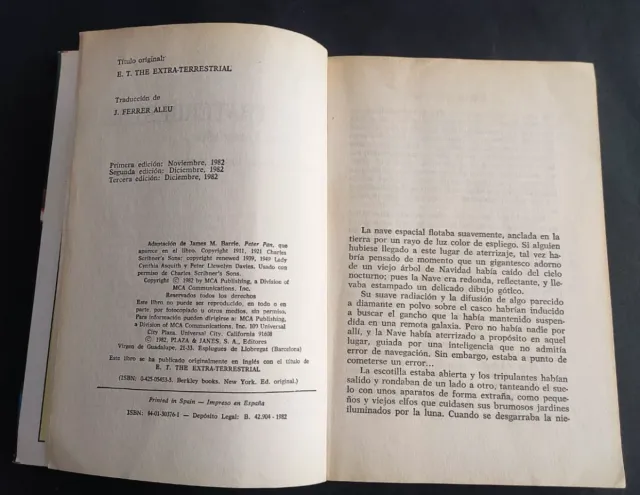 Título original:
E. T. THE EXTRA-TERRESTRIAL
Traducción de
J. FERRER ALEU
Primera edición: Noviembre, 1982
Segunda edición: Diciembre, 1982
Tercera edición: Diciembre, 1982
Adaptación de James M. Barrie, Peter Pan, que
aparece en el libro. Copyright 1911, 1921 Charles
Scribner's Sons; copyright renewed 1939, 1949 Lady
Cynthia Asquith y Peter Llewelyn Davies. Usado con
permiso de Charles Scribner's Sons.
Copyright © 1982 by MCA Publishing, a Division of
MCA Communications, Inc.
Reservados todos los derechos
Este libro no puede ser reproducido, en todo o en
parte, por fotocopiado u otros medios, sin permiso.
Para información pueden dirigirse a: MCA Publishing,
a Division of MCA Communications, Inc. 100 Universal
City Plaza. Universal City. California 91608
© 1982, PLAZA & JANES, S. A., Editores
Virgen de Guadalupe, 21-33. Esplugues de Llobregat (Barcelona)
Este libro se ha publicado originalmente en inglés con el título de
E. T. THE EXTRA-TERRESTRIAL
(ISBN: 0-425-05453-5. Berkley books. New York. Ed. original.)
Printed in Spain — Impreso en España
ISBN: 84-01-30376-1 — Depósito Legal: B. 42.904 - 1982
La nave espacial flotaba suavemente, anclada en la
tierra por un rayo de luz color de espliego. Si alguien
hubiese llegado a este lugar de aterrizaje, tal vez ha-
bría pensado de momento que un gigantesco adorno
de un viejo árbol de Navidad había caído del cielo
nocturno; pues la Nave era redonda, reflectante, y lle-
vaba estampado un delicado dibujo gótico.
Su suave radiación y la difusión de algo parecido
a diamante en polvo sobre el casco habrían inducido
a buscar el gancho que la había mantenido suspen-
dida en una remota galaxia. Pero no había nadie por
allí, y la Nave había aterrizado a propósito en aquel
lugar, guiada por una inteligencia que no admitía
error de navegación. Sin embargo, estaba a punto de
cometerse un error...
La escotilla estaba abierta y los tripulantes habían
salido y rondaban de un lado a otro, tanteando el sue-
lo con unos aparatos de forma extraña, como peque-
ños y viejos elfos que cuidasen sus brumosos jardines
iluminados por la luna. Cuando se desgarraba la nie-